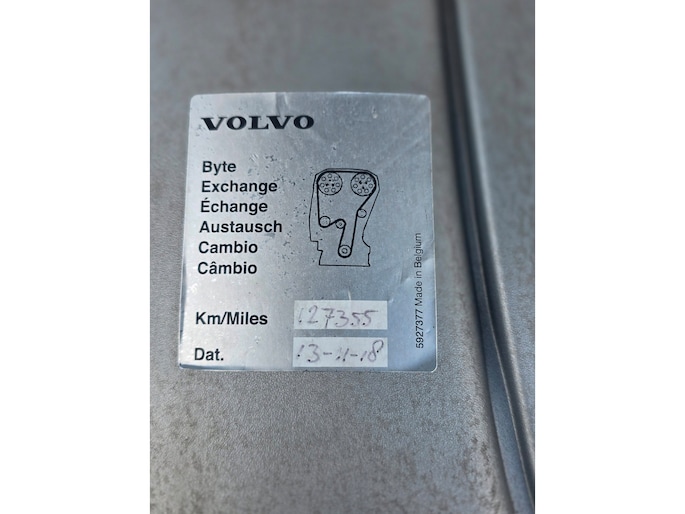 VOLVO
Byte
Exchange
Échange
Austausch
Cambio
Câmbio
Km/Miles 127355
Dat. 13-11-18
5927377 Made in Belgium